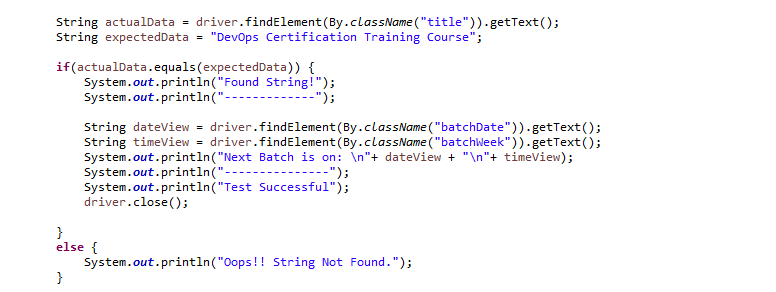 String actualData = driver.findElement(By.className("title")).getText();
String expectedData = "DevOps Certification Training Course";
if(actualData.equals(expectedData)) {
System.out.println("Found String!");
System.out.println("-------------");
String dateView = driver.findElement(By.className("batchDate")).getText();
String timeView = driver.findElement(By.className("batchWeek")).getText();
System.out.println("Next Batch is on: \n"+ dateView + "\n"+ timeView);
System.out.println("---------------");
System.out.println("Test Successful");
driver.close();
}
else {
System.out.println("Oops!! String Not Found.");
}